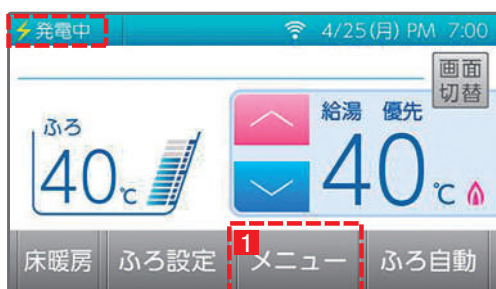 発電中 4/25(月) PM 7:00
画面
切替
ふろ
40℃
給湯 優先
40℃
床暖房 ふろ設定 1 メニュー ふろ自動